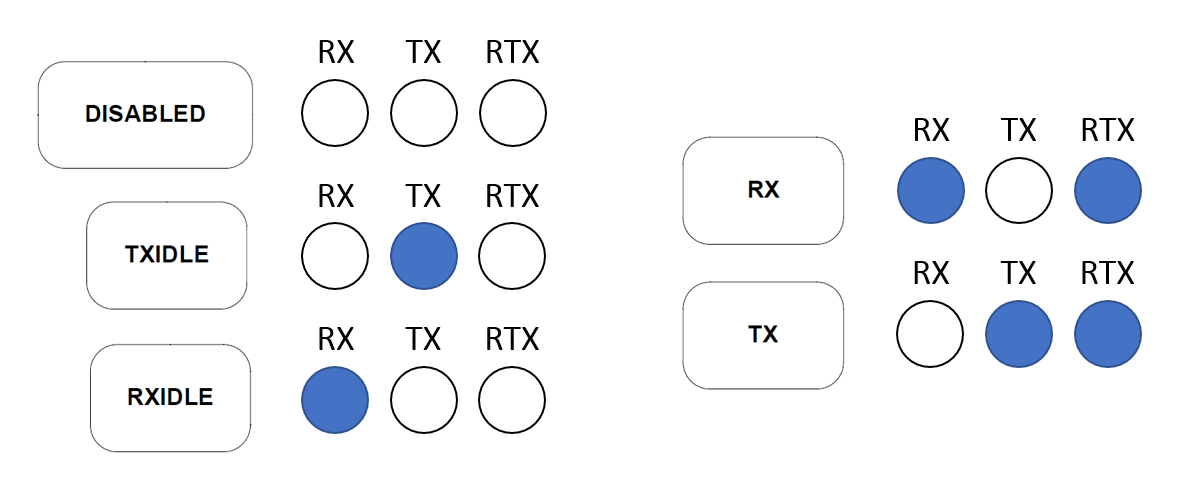 RX TX RTX
DISABLED
RX TX RTX
TXIDLE
RX TX RTX
RXIDLE
RX TX RTX
RX
RX TX RTX
TX